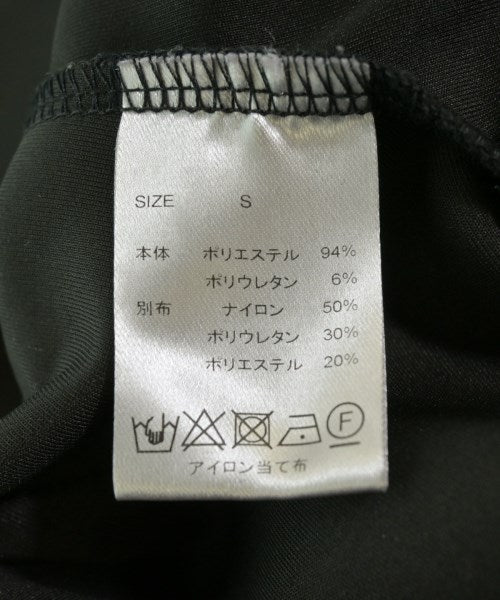 SIZE S
本体 ポリエステル 94%
ポリウレタン 6%
別布 ナイロン 50%
ポリウレタン 30%
ポリエステル 20%
F
アイロン当て布